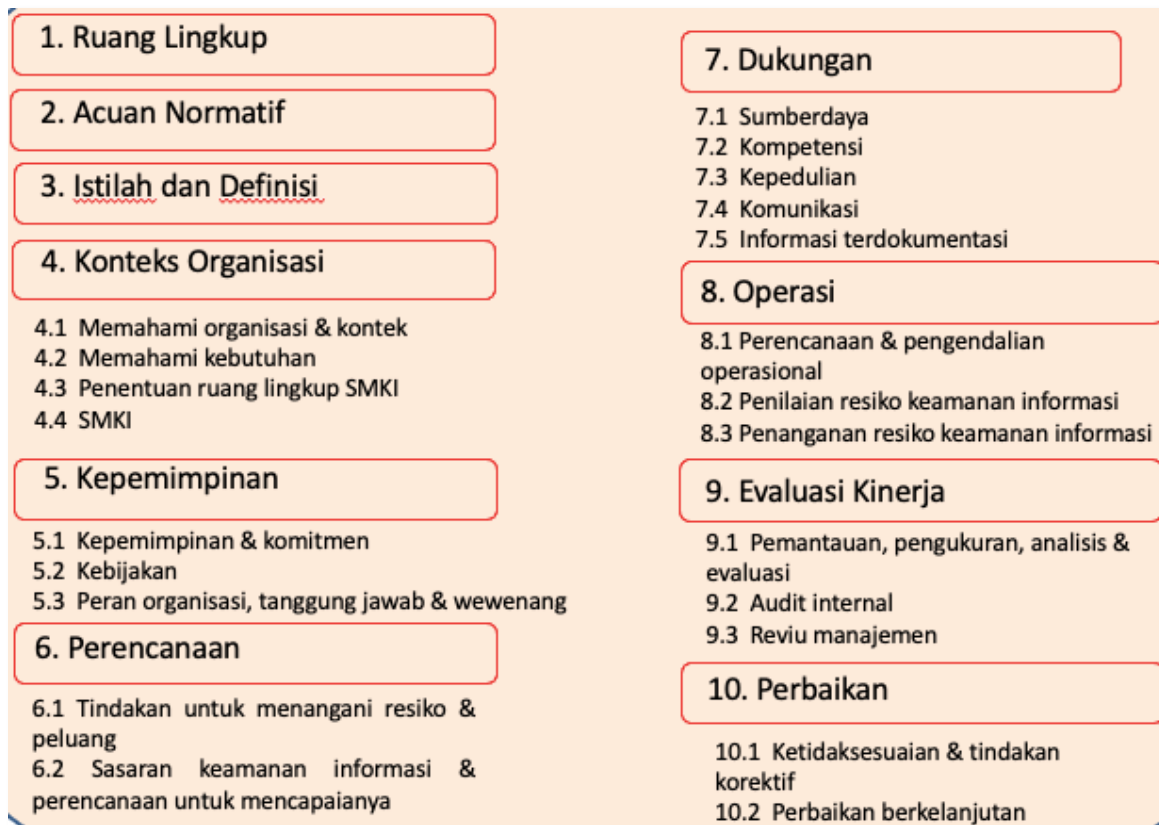 1. Ruang Lingkup
2. Acuan Normatif
3. Istilah dan Definisi
4. Konteks Organisasi
4.1 Memahami organisasi & kontek
4.2 Memahami kebutuhan
4.3 Penentuan ruang lingkup SMKI
4.4 SMKI
5. Kepemimpinan
5.1 Kepemimpinan & komitmen
5.2 Kebijakan
5.3 Peran organisasi, tanggung jawab & wewenang
6. Perencanaan
6.1 Tindakan untuk menangani resiko &
peluang
6.2 Sasaran keamanan informasi &
perencanaan untuk mencapaianya
7. Dukungan
7.1 Sumberdaya
7.2 Kompetensi
7.3 Kepedulian
7.4 Komunikasi
7.5 Informasi terdokumentasi
8. Operasi
8.1 Perencanaan & pengendalian
operasional
8.2 Penilaian resiko keamanan informasi
8.3 Penanganan resiko keamanan informasi
9. Evaluasi Kinerja
9.1 Pemantauan, pengukuran, analisis &
evaluasi
9.2 Audit internal
9.3 Reviu manajemen
10. Perbaikan
10.1 Ketidaksesuaian & tindakan
korektif
10.2 Perbaikan berkelanjutan